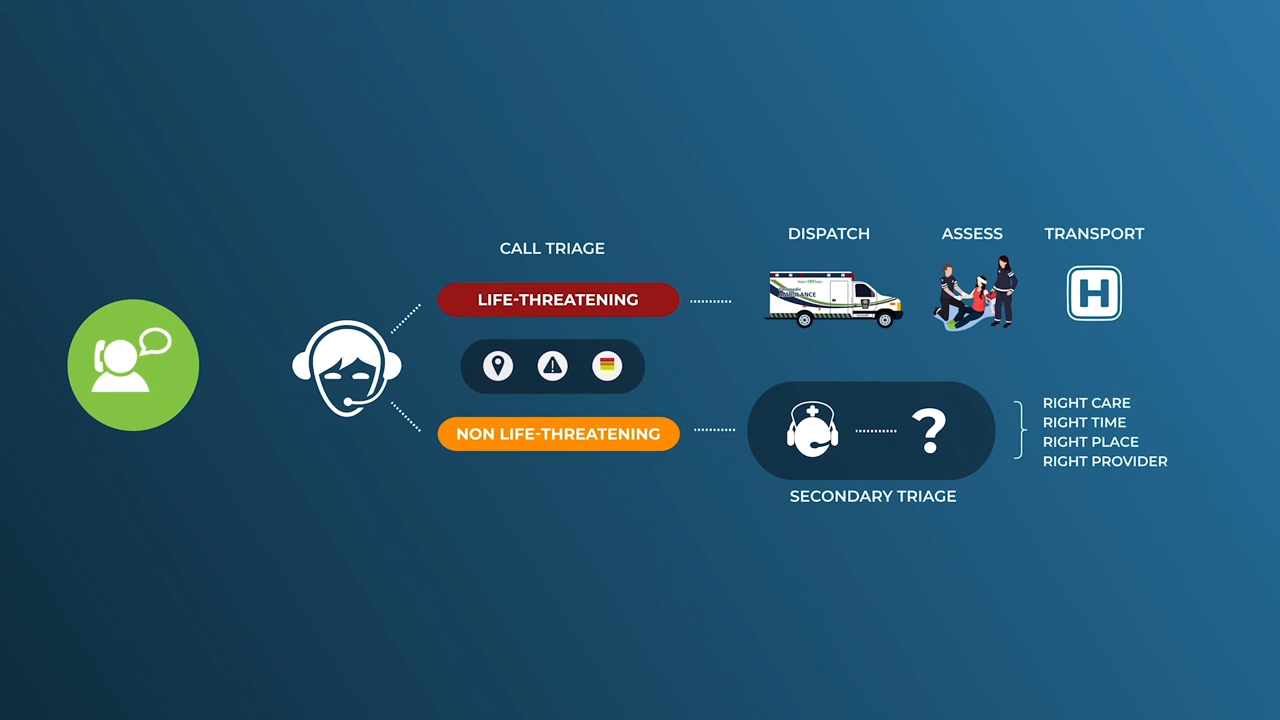 CALL TRIAGE
LIFE-THREATENING
NON LIFE-THREATENING
DISPATCH
ASSESS
TRANSPORT
AMBULANCE
H
?
SECONDARY TRIAGE
RIGHT CARE
RIGHT TIME
RIGHT PLACE
RIGHT PROVIDER